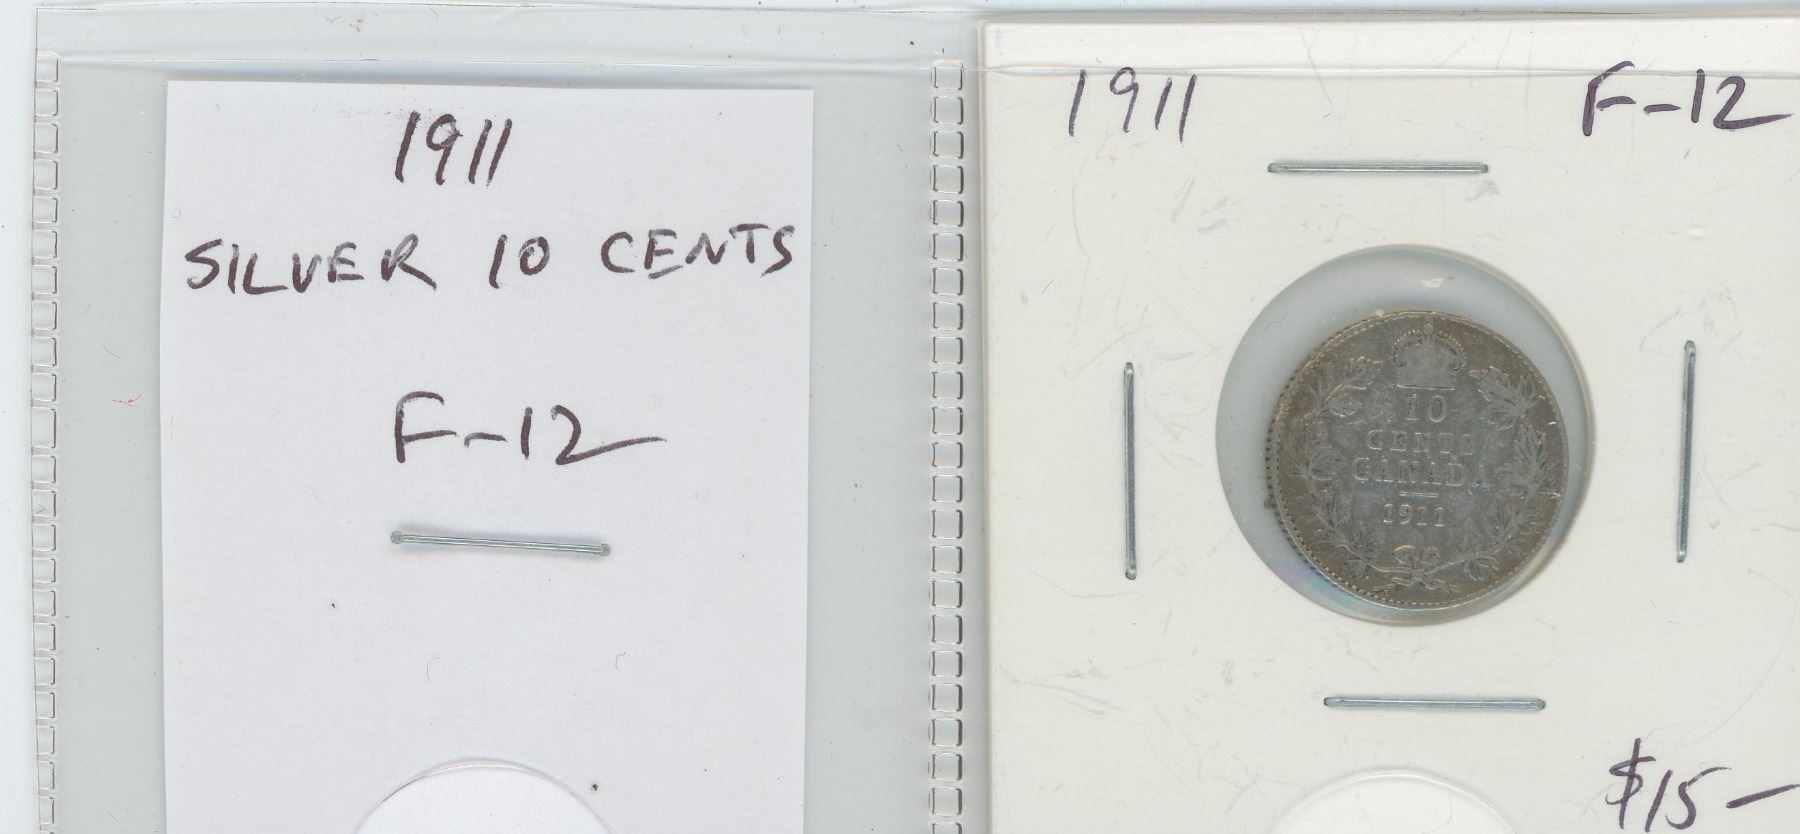 1911
SILVER 10 CENTS
F-12
1911
F-12
10
CENTS
CANADA
1911
$15-